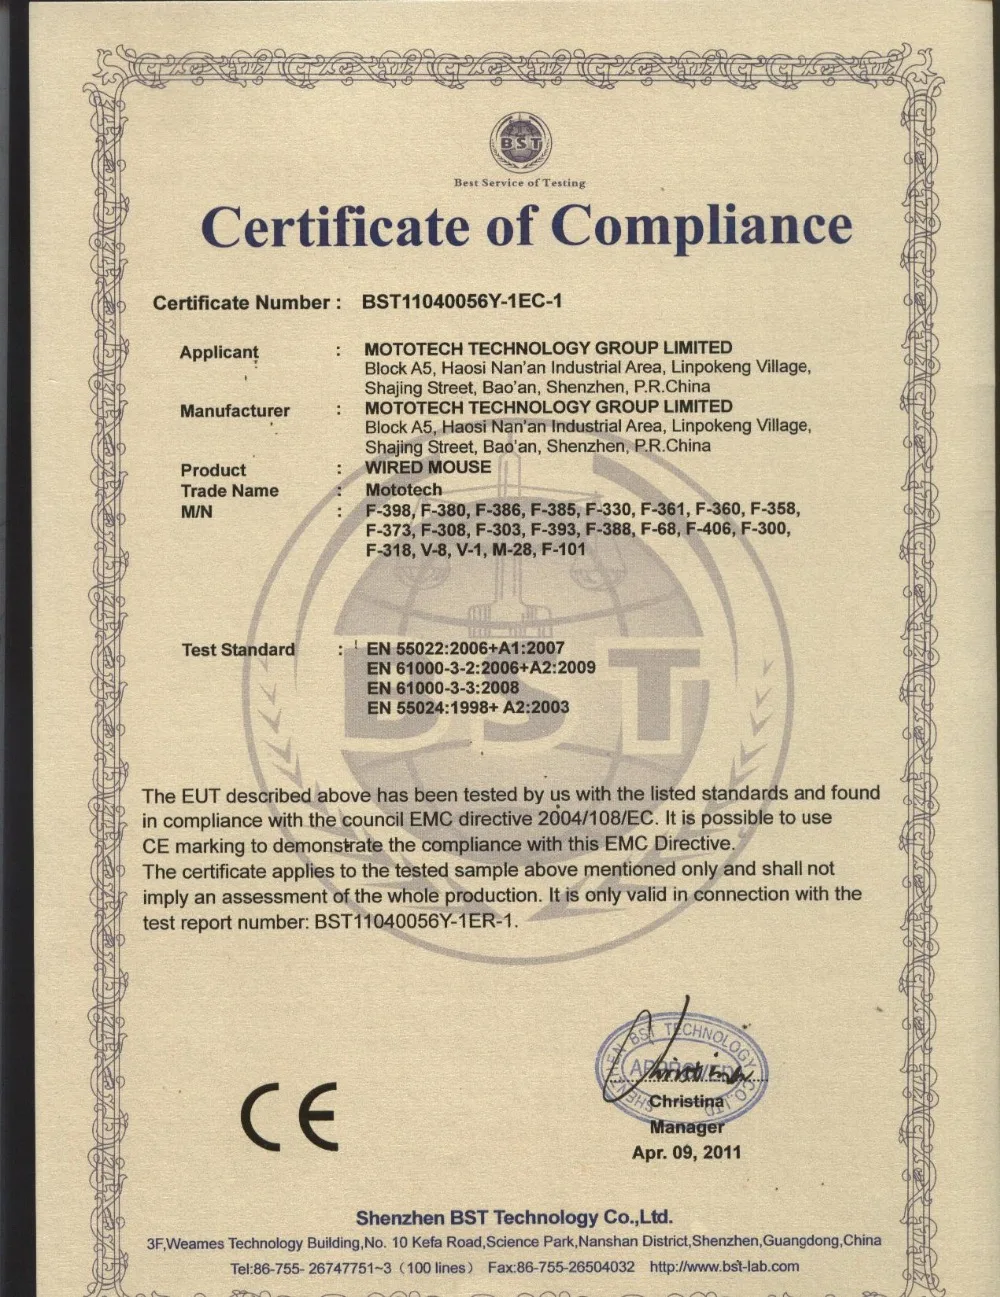 BST
Best Service of Testing
Certificate of Compliance
Certificate Number : BST11040056Y-1EC-1
Applicant : MOTOTECH TECHNOLOGY GROUP LIMITED
Block A5, Haosi Nan'an Industrial Area, Linpokeng Village,
Shajing Street, Bao'an, Shenzhen, P.R.China
Manufacturer : MOTOTECH TECHNOLOGY GROUP LIMITED
Block A5, Haosi Nan'an Industrial Area, Linpokeng Village,
Shajing Street, Bao'an, Shenzhen, P.R.China
Product : WIRED MOUSE
Trade Name : Mototech
M/N : F-398, F-380, F-386, F-385, F-330, F-361, F-360, F-358,
F-373, F-308, F-303, F-393, F-388, F-68, F-406, F-300,
F-318, V-8, V-1, M-28, F-101
Test Standard : EN 55022:2006+A1:2007
EN 61000-3-2:2006+A2:2009
EN 61000-3-3:2008
EN 55024:1998+ A2:2003
BST
The EUT described above has been tested by us with the listed standards and found
in compliance with the council EMC directive 2004/108/EC. It is possible to use
CE marking to demonstrate the compliance with this EMC Directive.
The certificate applies to the tested sample above mentioned only and shall not
imply an assessment of the whole production. It is only valid in connection with the
test report number: BST11040056Y-1ER-1.
SHENZHEN BST TECHNOLOGY CO.,LTD.
APPROVED
Christina
Christina
Manager
Apr. 09, 2011
CE
Shenzhen BST Technology Co.,Ltd.
3F,Weames Technology Building,No. 10 Kefa Road,Science Park,Nanshan District,Shenzhen,Guangdong,China
Tel:86-755- 26747751~3（100 lines） Fax:86-755-26504032 http://www.bst-lab.com